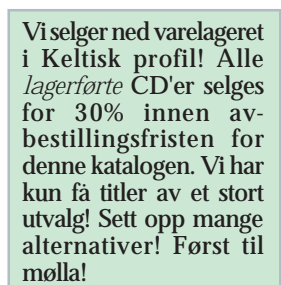 Vi selger ned varelageret
i Keltisk profil! Alle
lagerførte CD'er selges
for 30% innen av-
bestillingsfristen for
denne katalogen. Vi har
kun få titler av et stort
utvalg! Sett opp mange
alternativer! Først til
mølla!